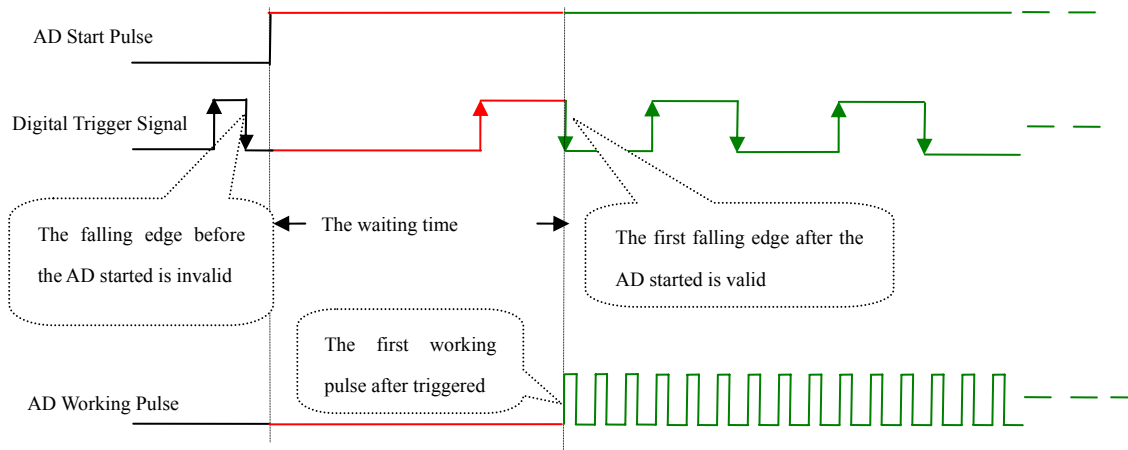 AD Start Pulse
Digital Trigger Signal
The falling edge before
the AD started is invalid
The waiting time
The first falling edge after the
AD started is valid
The first working
pulse after triggered
AD Working Pulse